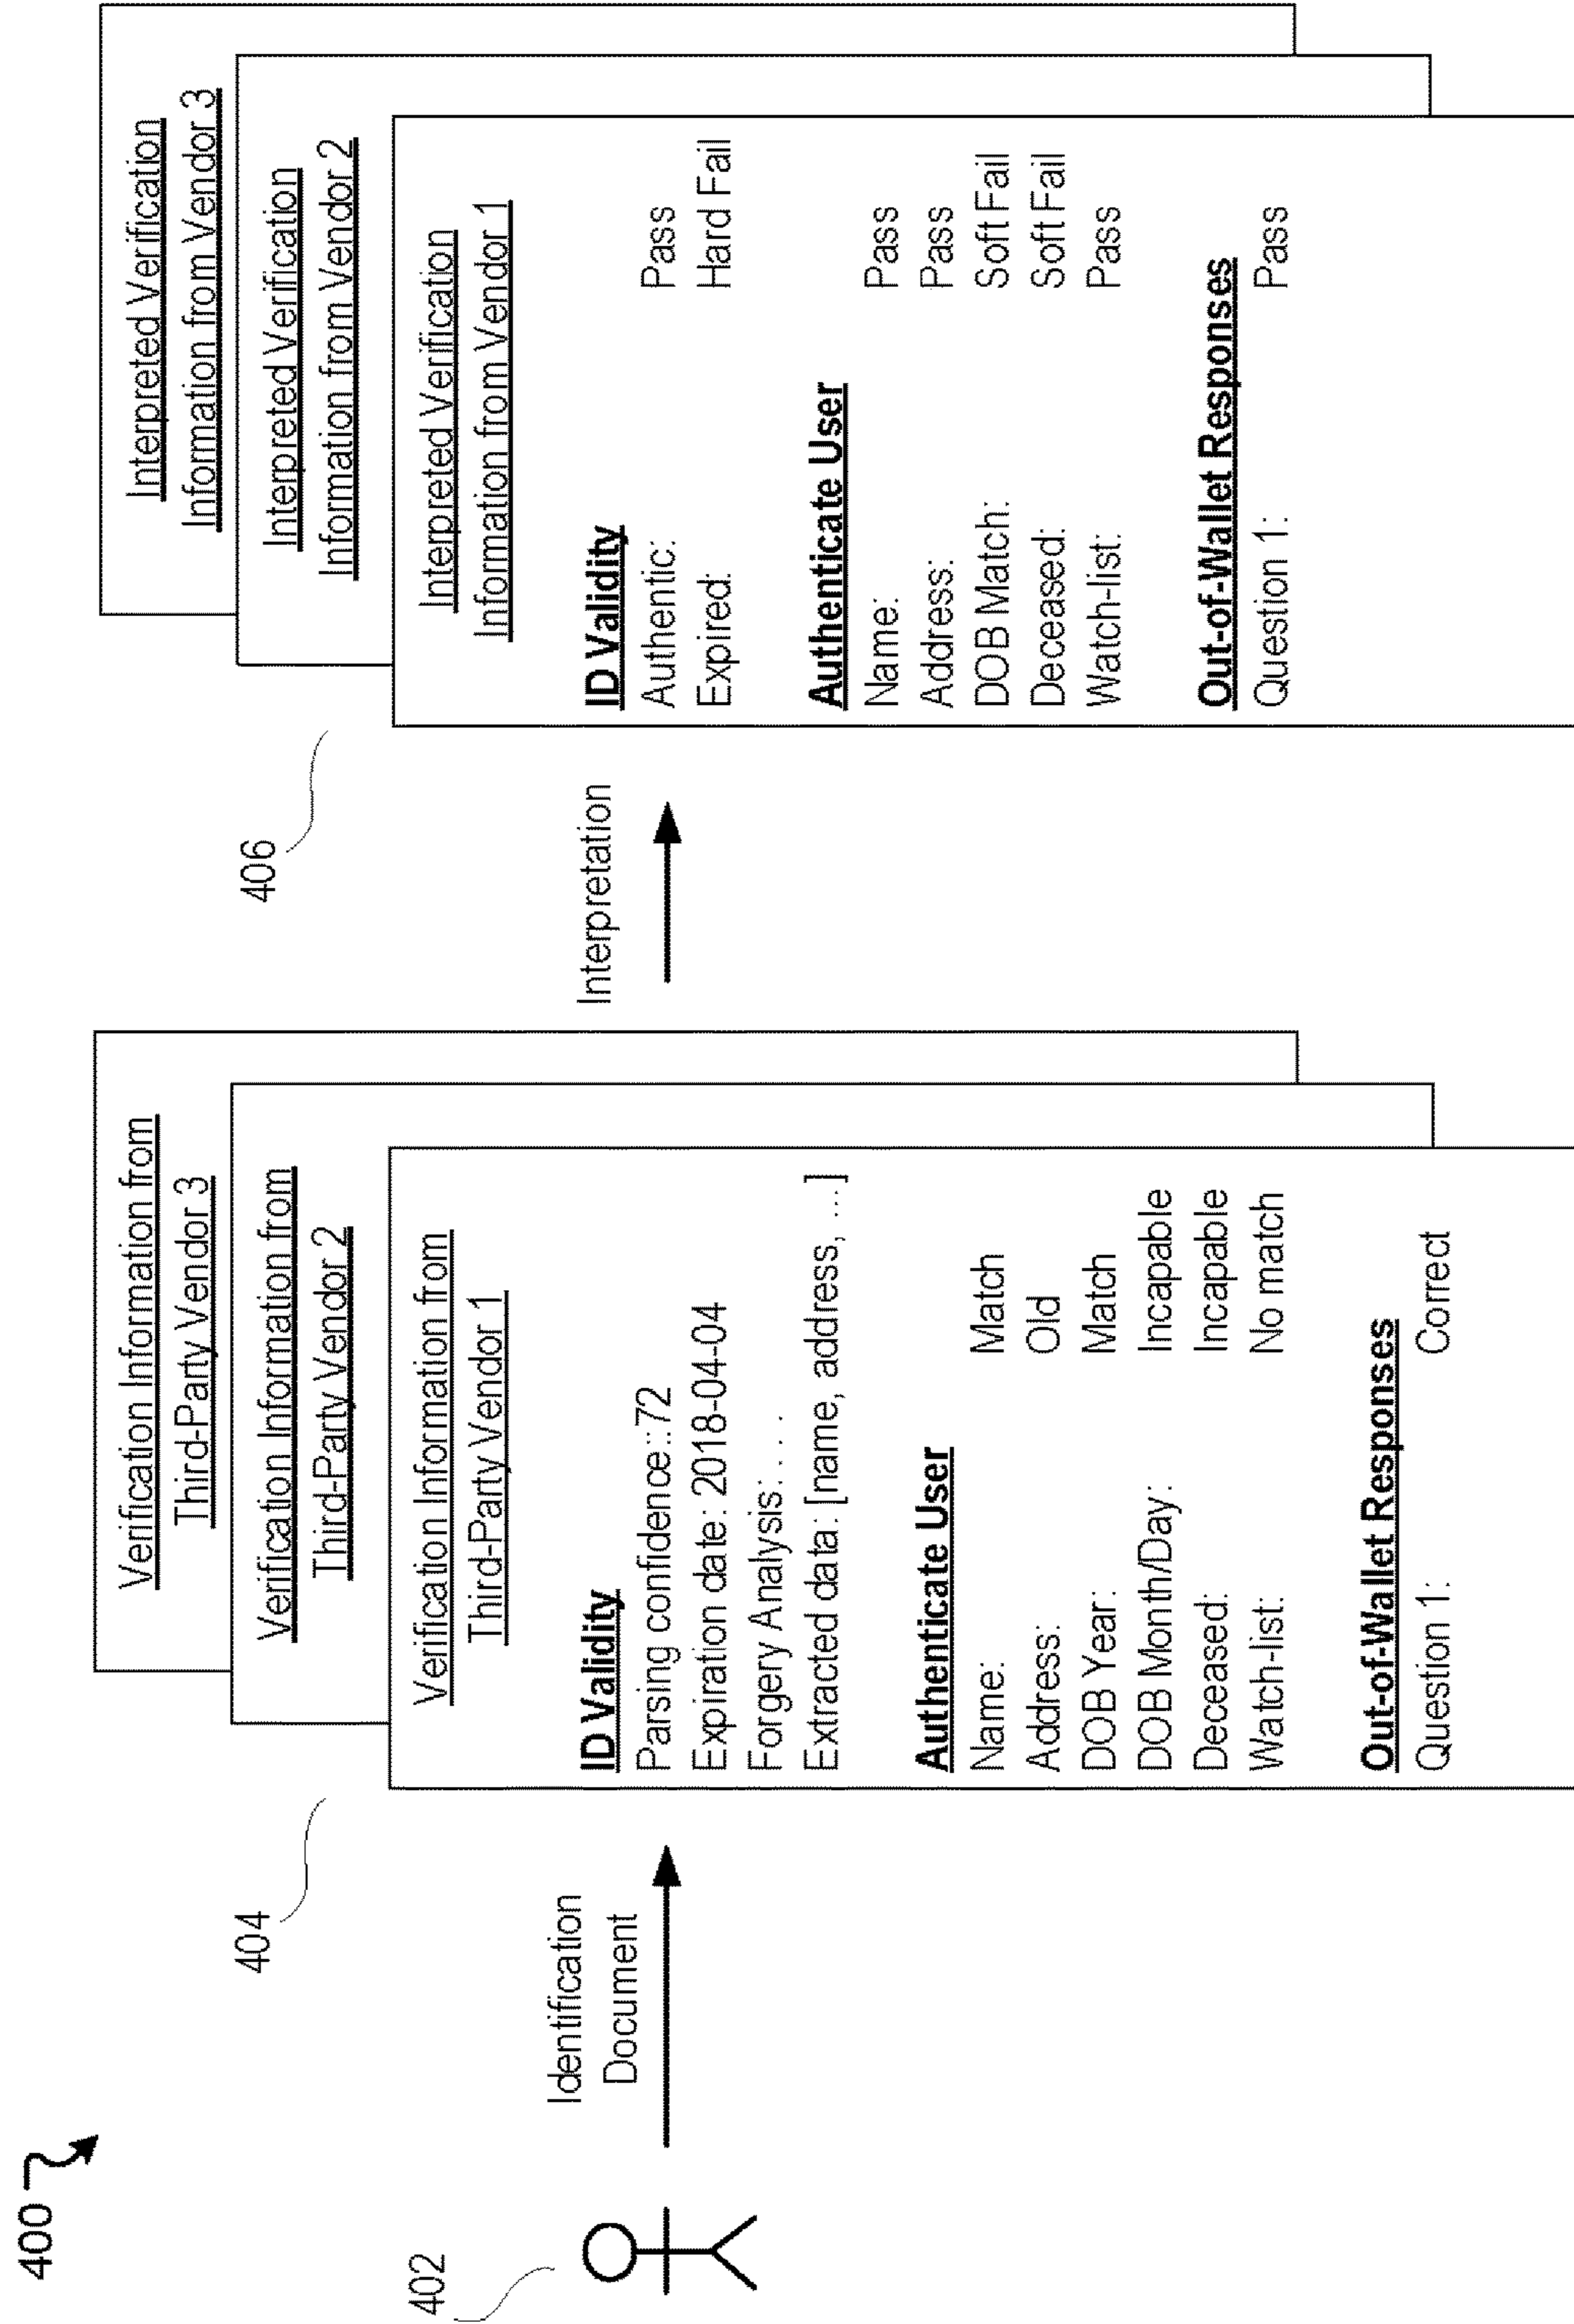 400
402
Identification
Document
404
Verification Information from
Third-Party Vendor 3
Verification Information from
Third-Party Vendor 2
Verification Information from
Third-Party Vendor 1
ID Validity
Parsing confidence::72
Expiration date: 2018-04-04
Forgery Analysis: . . .
Extracted data: [name, address, ...]
Authenticate User
Name: Match
Address: Old
DOB Year: Match
DOB Month/Day: Incapable
Deceased: Incapable
Watch-list: No match
Out-of-Wallet Responses
Question 1: Correct
Interpretation
406
Interpreted Verification
Information from Vendor 3
Interpreted Verification
Information from Vendor 2
Interpreted Verification
Information from Vendor 1
ID Validity
Authentic: Pass
Expired: Hard Fail
Authenticate User
Name: Pass
Address: Pass
DOB Match: Soft Fail
Deceased: Soft Fail
Watch-list: Pass
Out-of-Wallet Responses
Question 1: Pass